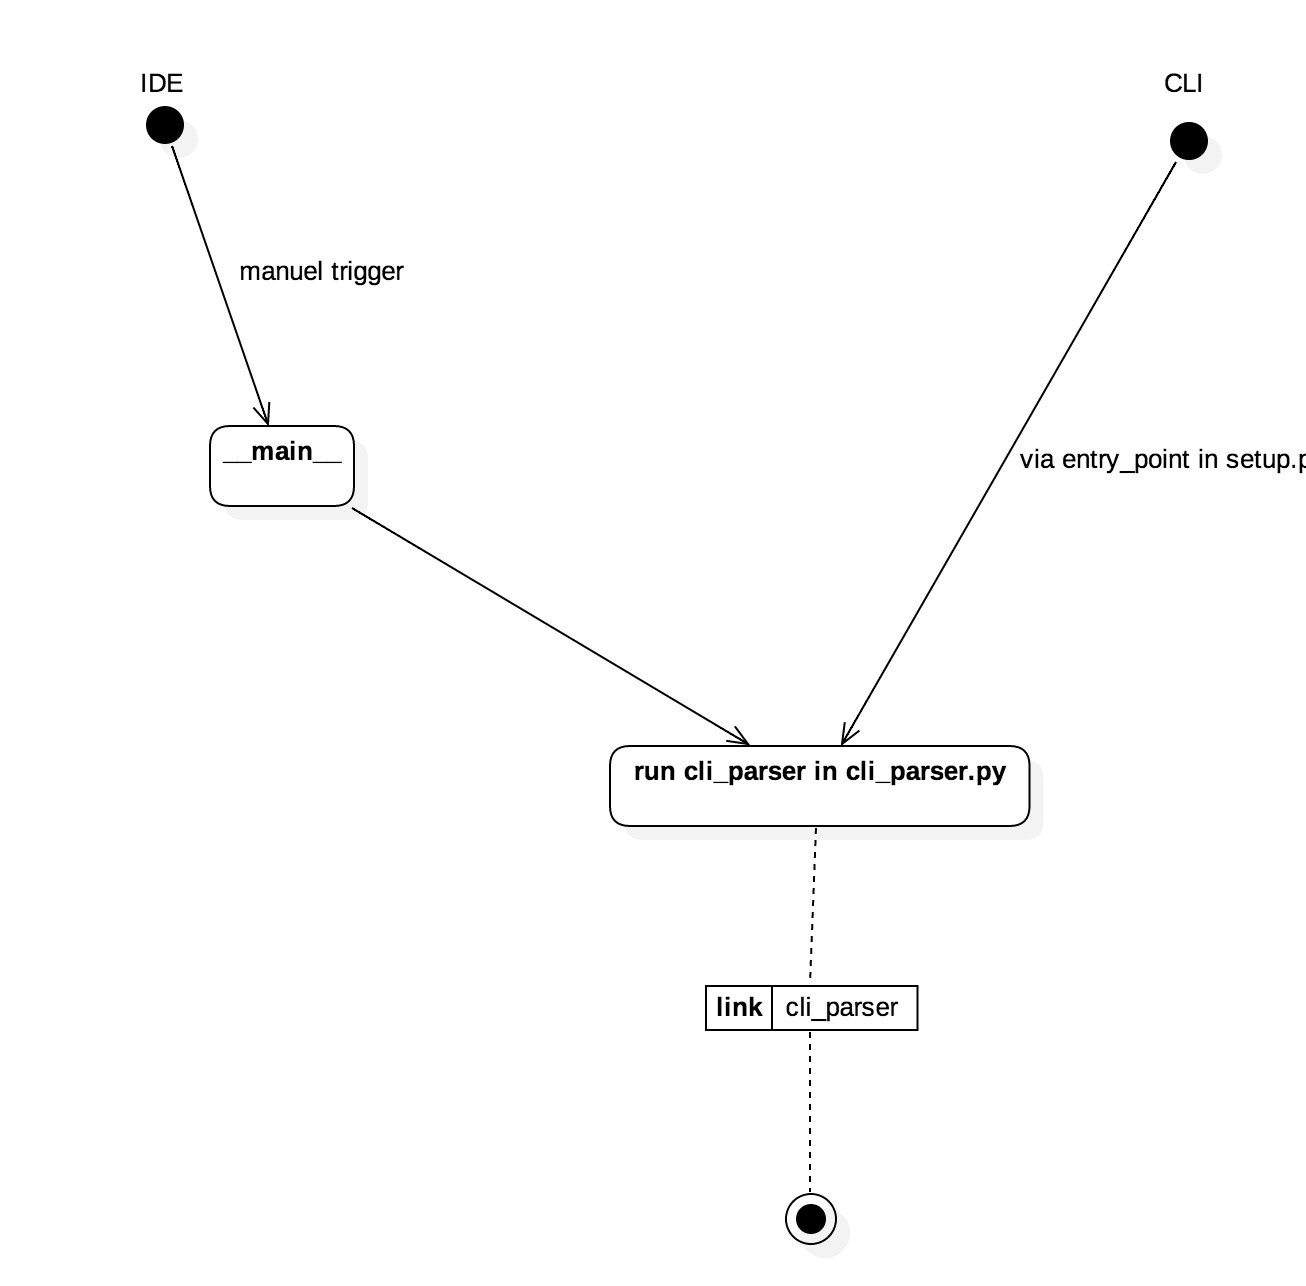 IDE
CLI
manuel trigger
__main__
via entry_point in setup.p
run cli_parser in cli_parser.py
link cli_parser